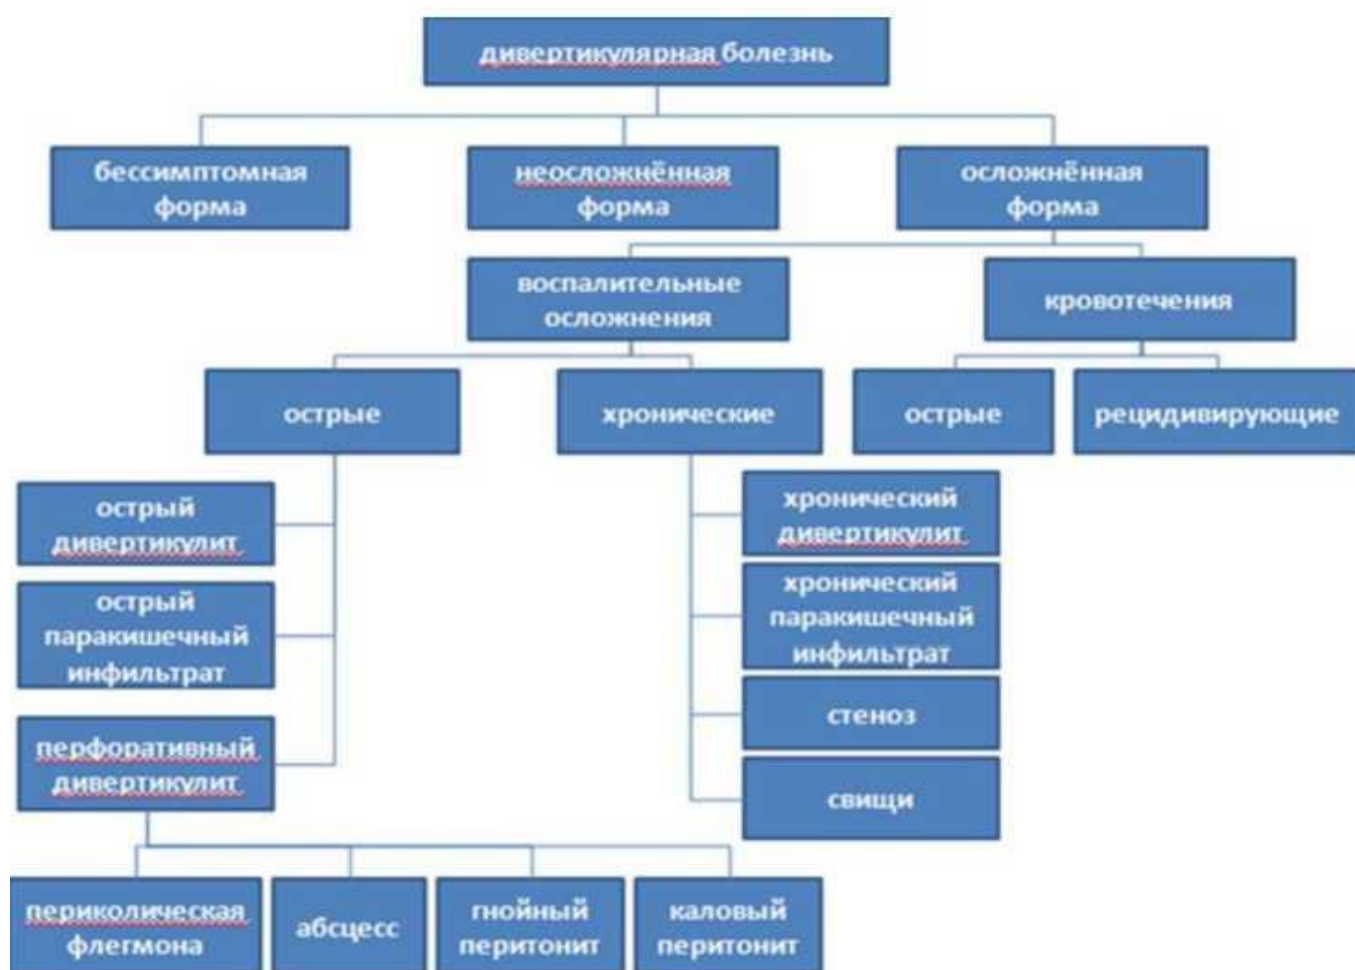 дивертикулярная болезнь
бессимптомная
форма
неосложнённая
форма
осложнённая
форма
воспалительные
осложнения
кровотечения
острые
хронические
острые
рецидивирующие
острый
дивертикулит
острый
паракишечный
инфильтрат
перфоративный
дивертикулит
хронический
дивертикулит
хронический
паракишечный
инфильтрат
стеноз
свищи
периколическая
флегмона
абсцесс
гнойный
перитонит
каловый
перитонит